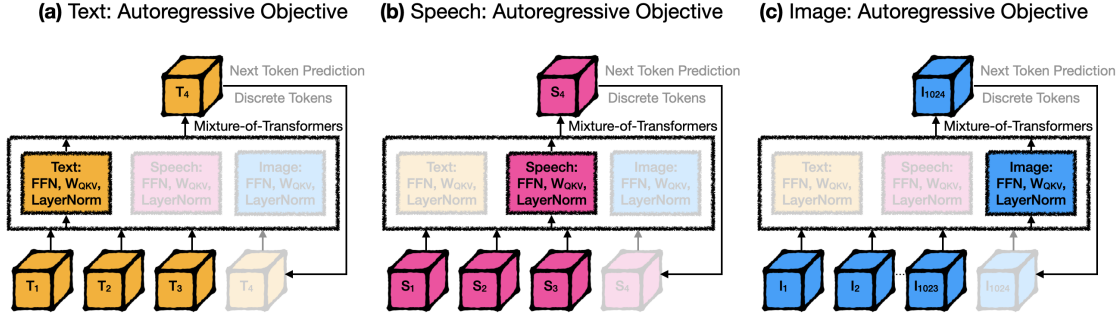 (a) Text: Autoregressive Objective
T4
Next Token Prediction
Discrete Tokens
Mixture-of-Transformers
Text:
FFN, WQKV,
LayerNorm
Speech:
FFN, WQKV,
LayerNorm
Image:
FFN, WQKV,
LayerNorm
T1
T2
T3
T4
(b) Speech: Autoregressive Objective
S4
Next Token Prediction
Discrete Tokens
Mixture-of-Transformers
Text:
FFN, WQKV,
LayerNorm
Speech:
FFN, WQKV,
LayerNorm
Image:
FFN, WQKV,
LayerNorm
S1
S2
S3
S4
(c) Image: Autoregressive Objective
I1024
Next Token Prediction
Discrete Tokens
Mixture-of-Transformers
Text:
FFN, WQKV,
LayerNorm
Speech:
FFN, WQKV,
LayerNorm
Image:
FFN, WQKV,
LayerNorm
I1
I2
I1023
I1024